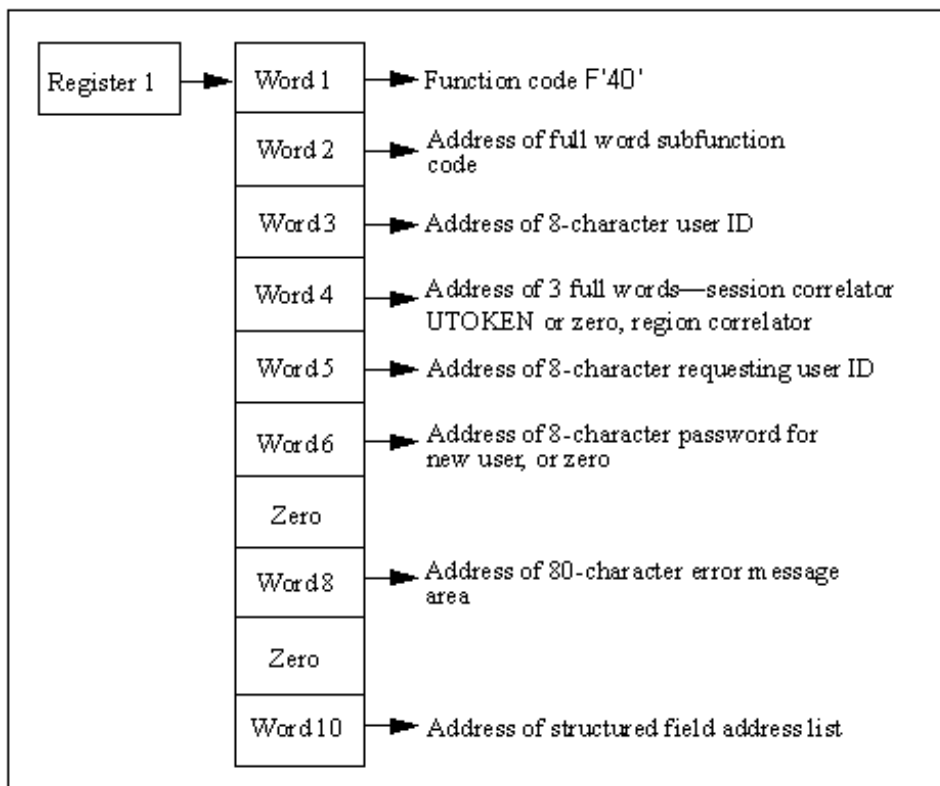 Register 1
Word 1
Function code F'40'
Word 2
Address of full word subfunction
code
Word 3
Address of 8-character user ID
Word 4
Address of 3 full words—session correlator
UTOKEN or zero, region correlator
Word 5
Address of 8-character requesting user ID
Word 6
Address of 8-character password for
new user, or zero
Zero
Word 8
Address of 80-character error message
area
Zero
Word 10
Address of structured field address list